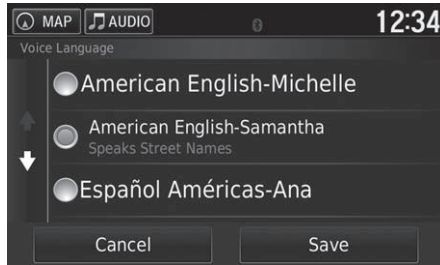 MAP AUDIO 12:34
Voice Language
American English-Michelle
American English-Samantha
Speaks Street Names
Español Américas-Ana
Cancel Save